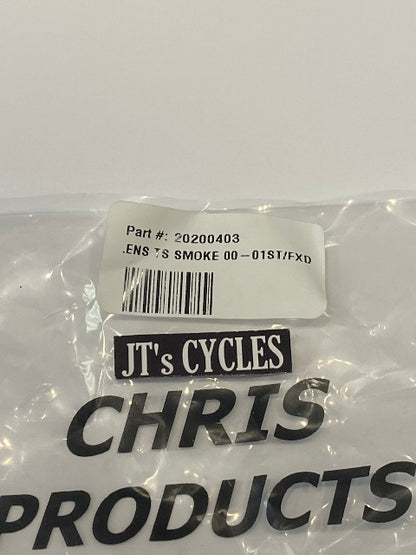 Part #: 20200403
.ENS TS SMOKE 00-01ST/FXD
JT's CYCLES
CHRIS
PRODUCTS